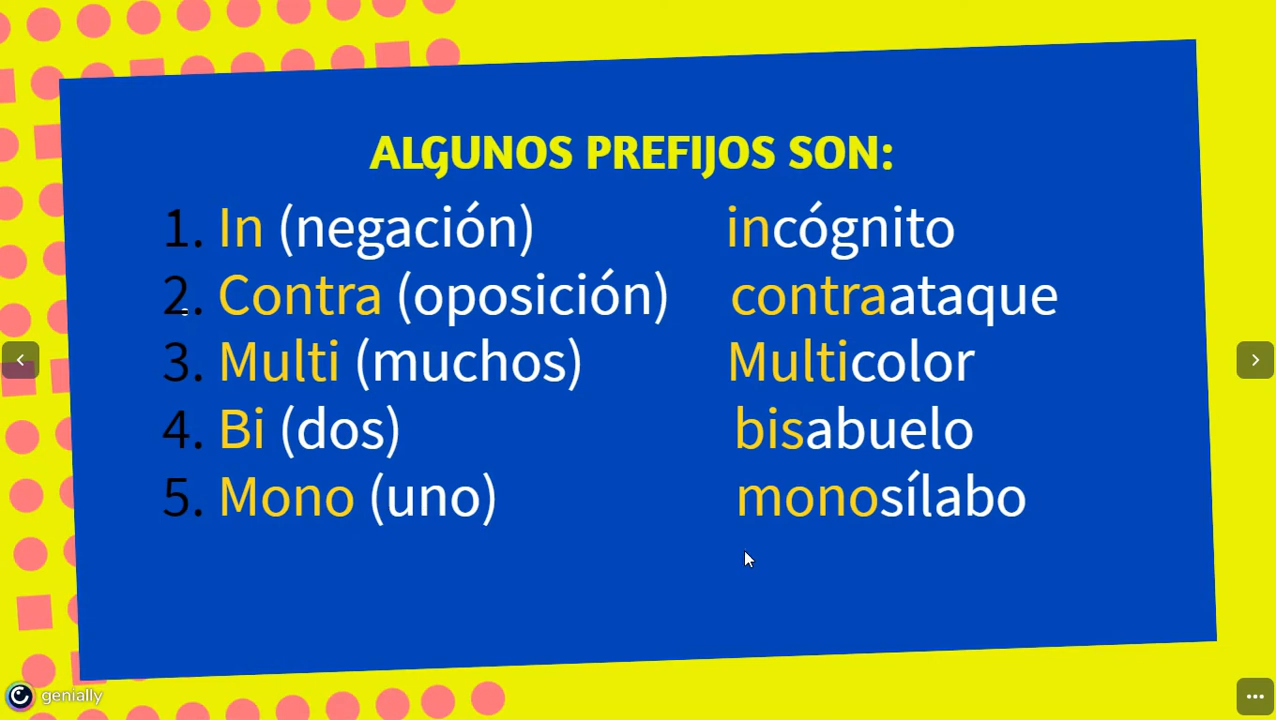 ALGUNOS PREFIJOS SON:
1. In (negación) incógnito
2. Contra (oposición) contraataque
3. Multi (muchos) Multicolor
4. Bi (dos) bisabuelo
5. Mono (uno) monosílabo
genially